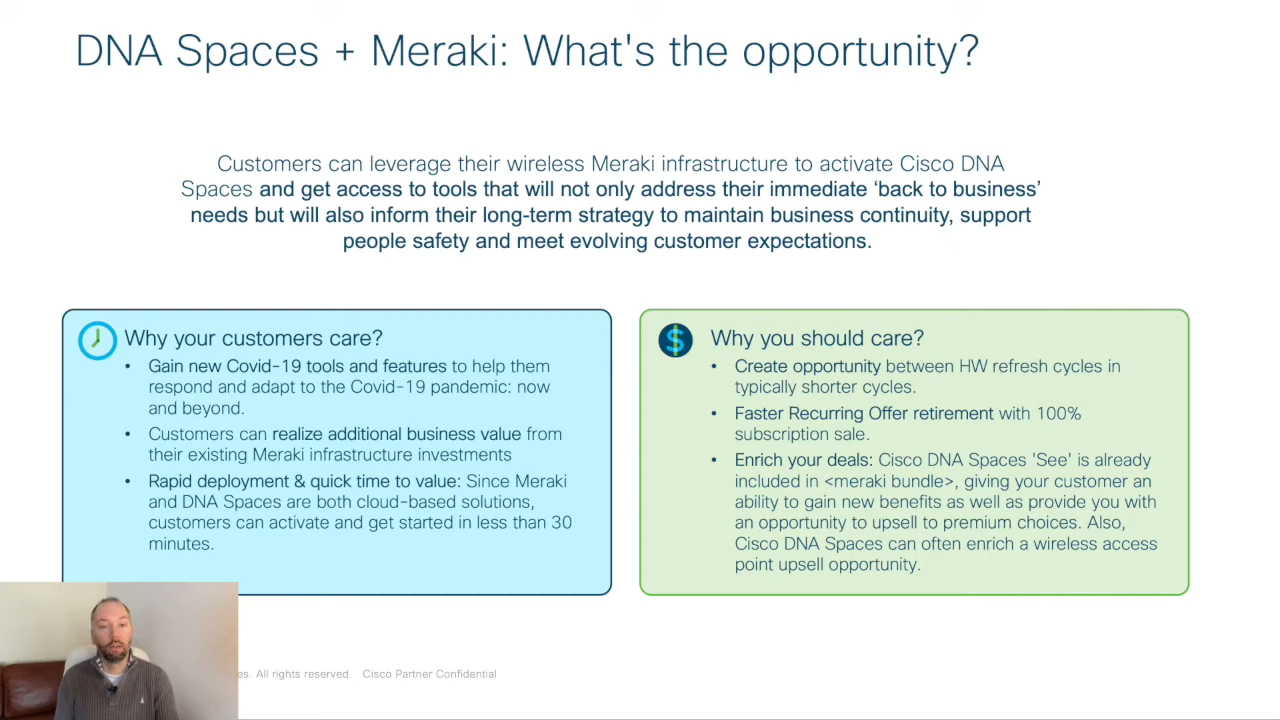 DNA Spaces + Meraki: What's the opportunity?
Customers can leverage their wireless Meraki infrastructure to activate Cisco DNA
Spaces and get access to tools that will not only address their immediate ‘back to business’
needs but will also inform their long-term strategy to maintain business continuity, support
people safety and meet evolving customer expectations.
Why your customers care?
• Gain new Covid-19 tools and features to help them
respond and adapt to the Covid-19 pandemic: now
and beyond.
• Customers can realize additional business value from
their existing Meraki infrastructure investments
• Rapid deployment & quick time to value: Since Meraki
and DNA Spaces are both cloud-based solutions,
customers can activate and get started in less than 30
minutes.
$ Why you should care?
• Create opportunity between HW refresh cycles in
typically shorter cycles.
• Faster Recurring Offer retirement with 100%
subscription sale.
• Enrich your deals: Cisco DNA Spaces 'See' is already
included in <meraki bundle>, giving your customer an
ability to gain new benefits as well as provide you with
an opportunity to upsell to premium choices. Also,
Cisco DNA Spaces can often enrich a wireless access
point upsell opportunity.
es. All rights reserved. Cisco Partner Confidential